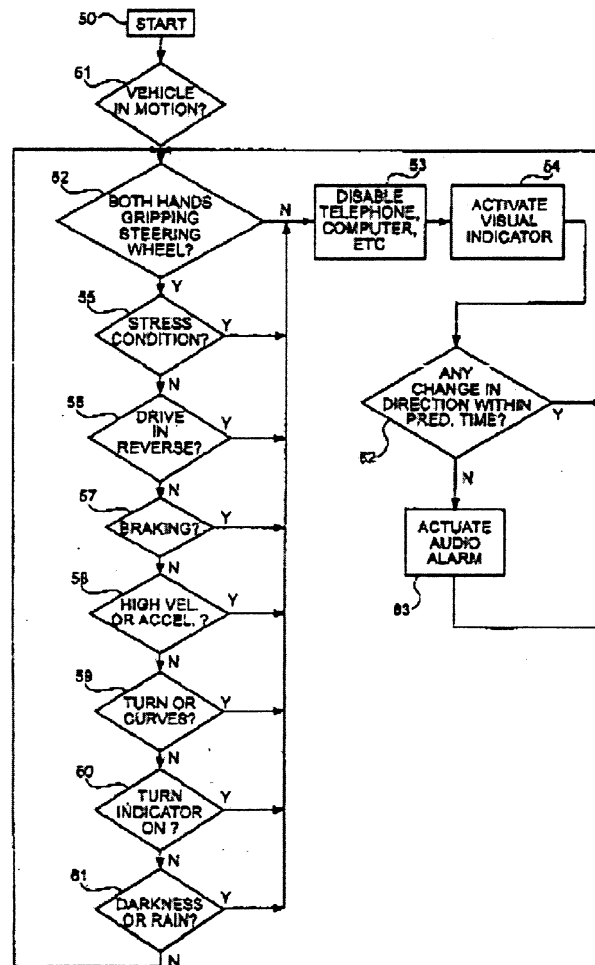 50
START
51
VEHICLE
IN MOTION?
52
BOTH HANDS
GRIPPING
STEERING
WHEEL?
N
Y
53
DISABLE
TELEPHONE,
COMPUTER,
ETC
54
ACTIVATE
VISUAL
INDICATOR
55
STRESS
CONDITION?
Y
N
56
DRIVE
IN
REVERSE?
Y
N
57
BRAKING?
Y
N
58
HIGH VEL.
OR ACCEL. ?
Y
N
59
TURN OR
CURVES?
Y
N
60
TURN
INDICATOR
ON ?
Y
N
61
DARKNESS
OR RAIN?
Y
N
ANY
CHANGE IN
DIRECTION WITHIN
PRED. TIME?
Y
62
N
ACTUATE
AUDIO
ALARM
63